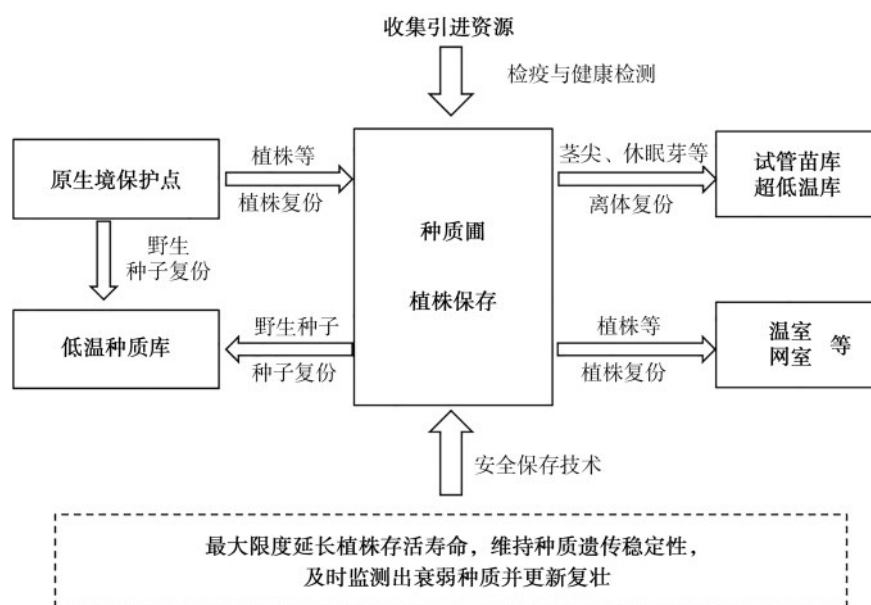 收集引进资源
检疫与健康检测
原生境保护点
植株等
植株复份
种质圃
植株保存
茎尖、休眠芽等
离体复份
试管苗库
超低温库
野生
种子复份
低温种质库
野生种子
种子复份
植株等
植株复份
温室
网室
等
安全保存技术
最大限度延长植株存活寿命，维持种质遗传稳定性，
及时监测出衰弱种质并更新复壮